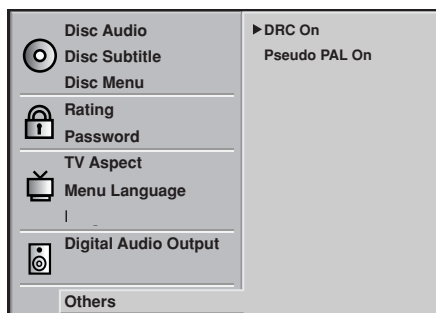 Disc Audio
Disc Subtitle
Disc Menu
Rating
Password
TV Aspect
Menu Language
Digital Audio Output
Others
DRC On
Pseudo PAL On